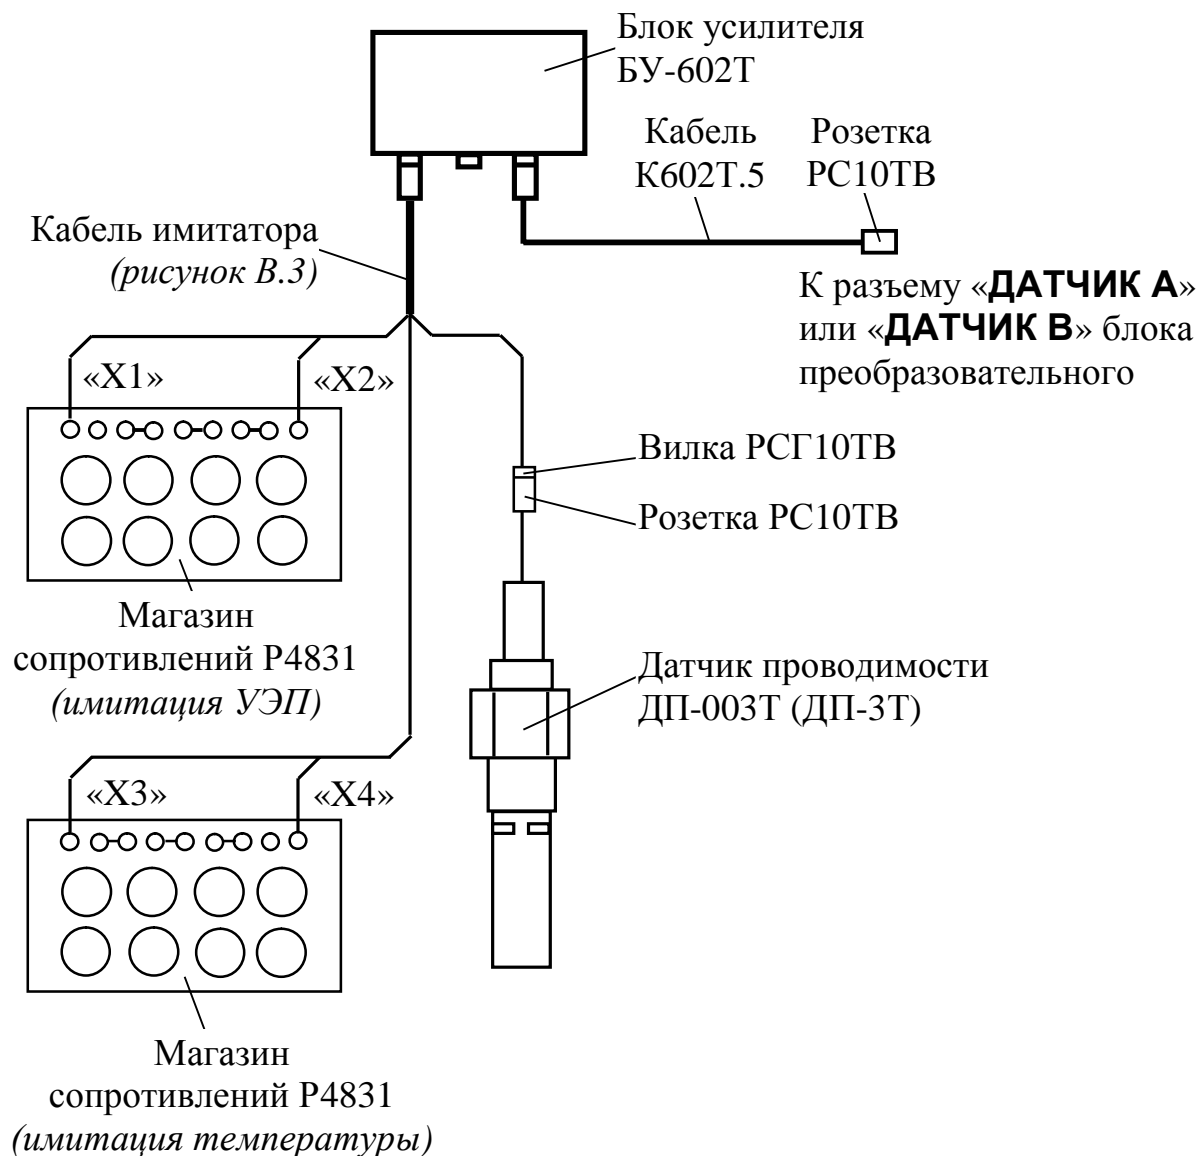 Блок усилителя
БУ-602Т
Кабель
К602Т.5
Розетка
РС10ТВ
Кабель имитатора
(рисунок В.3)
К разъему «ДАТЧИК А»
или «ДАТЧИК В» блока
преобразовательного
«Х1»
«Х2»
Вилка РСГ10ТВ
Розетка РС10ТВ
Магазин
сопротивлений Р4831
(имитация УЭП)
Датчик проводимости
ДП-003Т (ДП-3Т)
«Х3»
«Х4»
Магазин
сопротивлений Р4831
(имитация температуры)